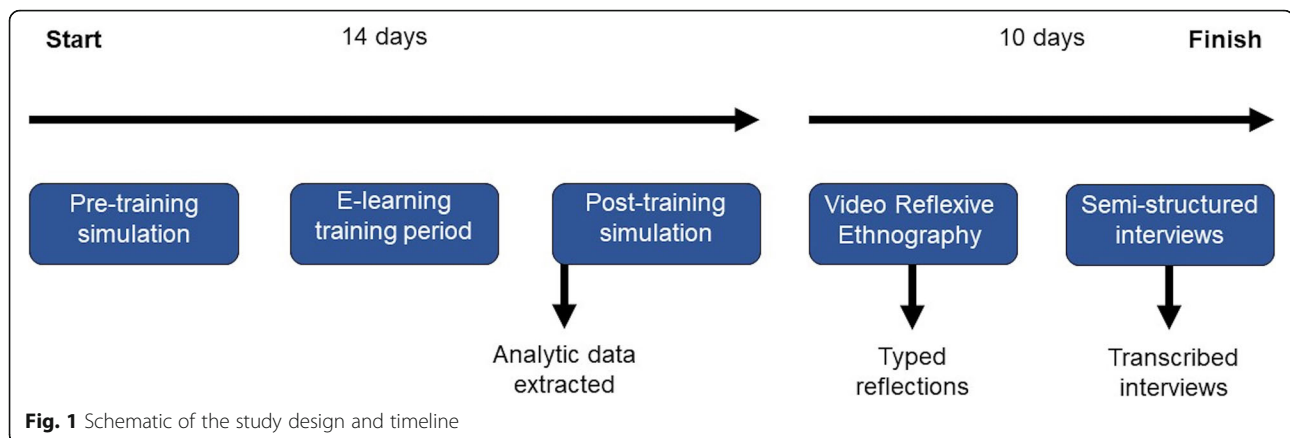 Start 14 days 10 days Finish
Pre-training
simulation
E-learning
training period
Post-training
simulation
Video Reflexive
Ethnography
Semi-structured
interviews
Analytic data
extracted
Typed
reflections
Transcribed
interviews
Fig. 1 Schematic of the study design and timeline